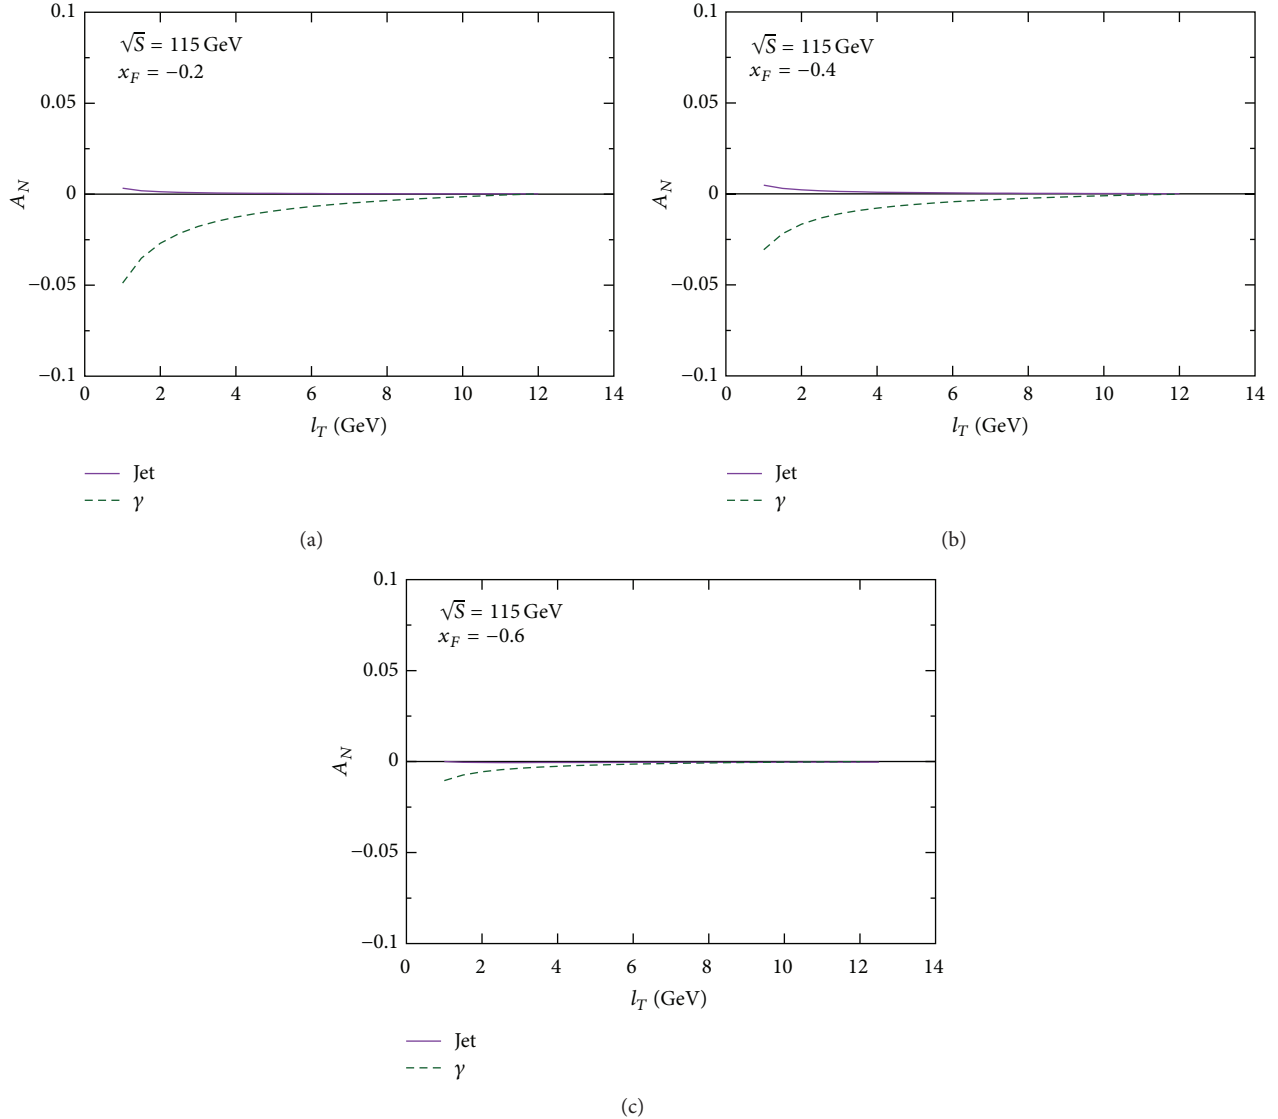 0.1
√S = 115 GeV
x_F = −0.2
0.05
0
A_N
−0.05
−0.1
0 2 4 6 8 10 12 14
l_T (GeV)
Jet
γ
(a)
0.1
√S = 115 GeV
x_F = −0.4
0.05
0
A_N
−0.05
−0.1
0 2 4 6 8 10 12 14
l_T (GeV)
Jet
γ
(b)
0.1
√S = 115 GeV
x_F = −0.6
0.05
0
A_N
−0.05
−0.1
0 2 4 6 8 10 12 14
l_T (GeV)
Jet
γ
(c)